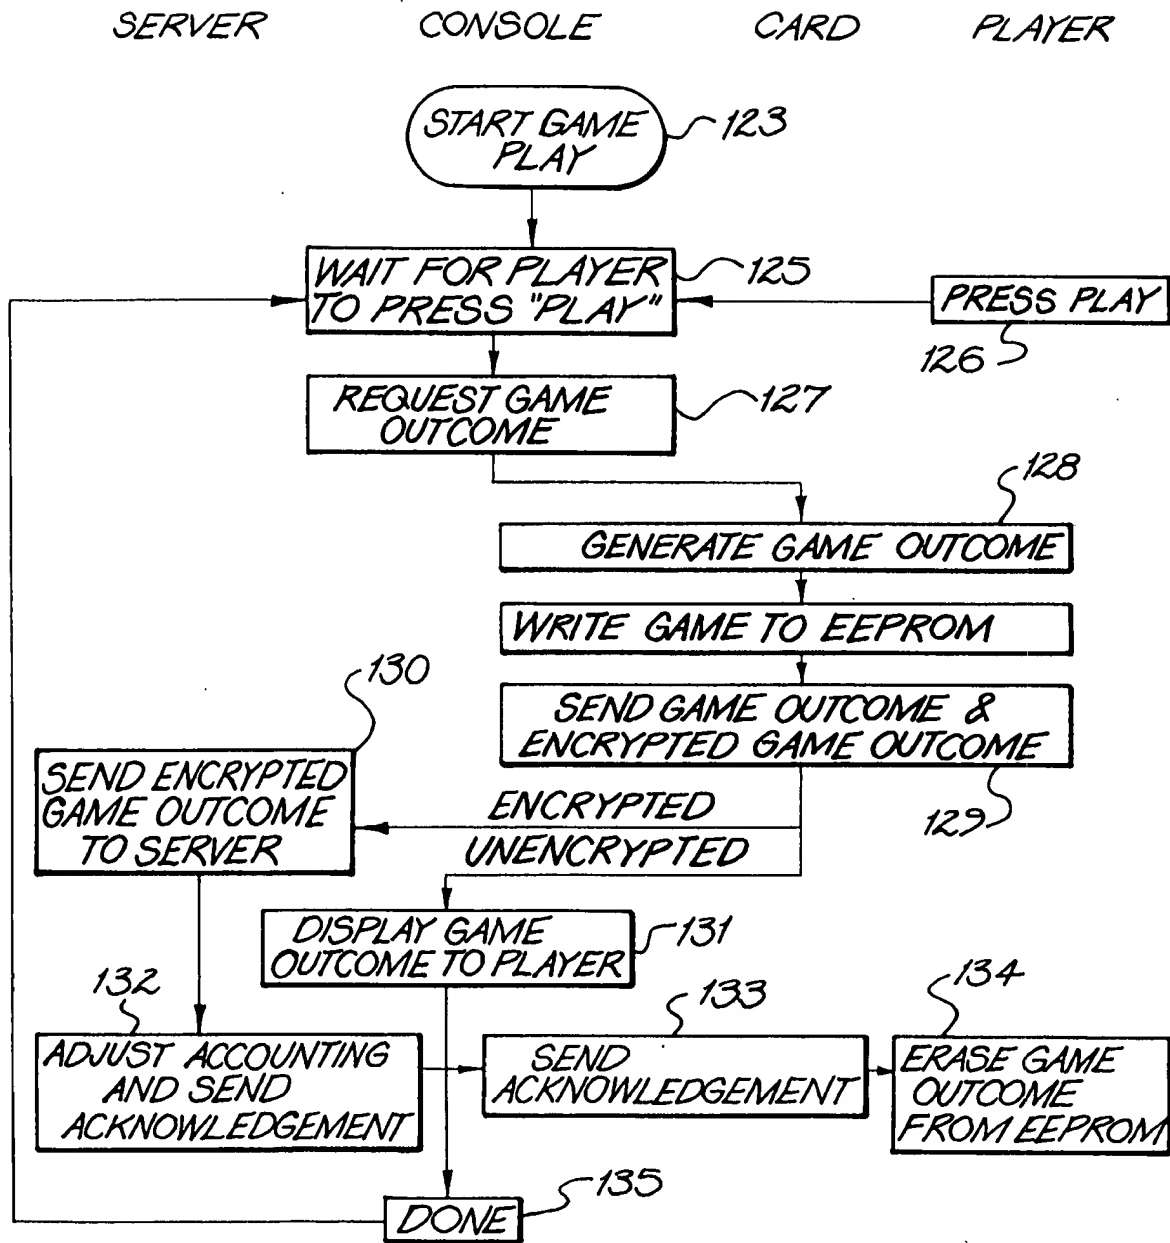 SERVER CONSOLE CARD PLAYER
START GAME
PLAY
123
WAIT FOR PLAYER
TO PRESS "PLAY"
125
PRESS PLAY
126
REQUEST GAME
OUTCOME
127
128
GENERATE GAME OUTCOME
WRITE GAME TO EEPROM
SEND GAME OUTCOME &
ENCRYPTED GAME OUTCOME
129
130
SEND ENCRYPTED
GAME OUTCOME
TO SERVER
ENCRYPTED
UNENCRYPTED
DISPLAY GAME
OUTCOME TO PLAYER
131
132
ADJUST ACCOUNTING
AND SEND
ACKNOWLEDGEMENT
133
SEND
ACKNOWLEDGEMENT
134
ERASE GAME
OUTCOME
FROM EEPROM
135
DONE